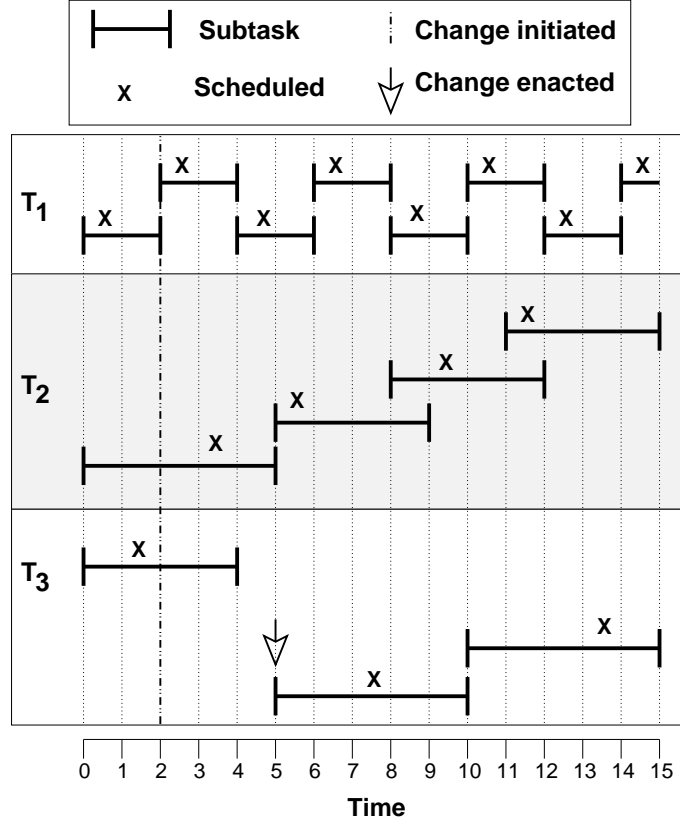 Subtask Change initiated
X Scheduled Change enacted
X X X X X
T1
X X X X
X
X
T2
X
X
X
T3
X
X
0 1 2 3 4 5 6 7 8 9 10 11 12 13 14 15
Time